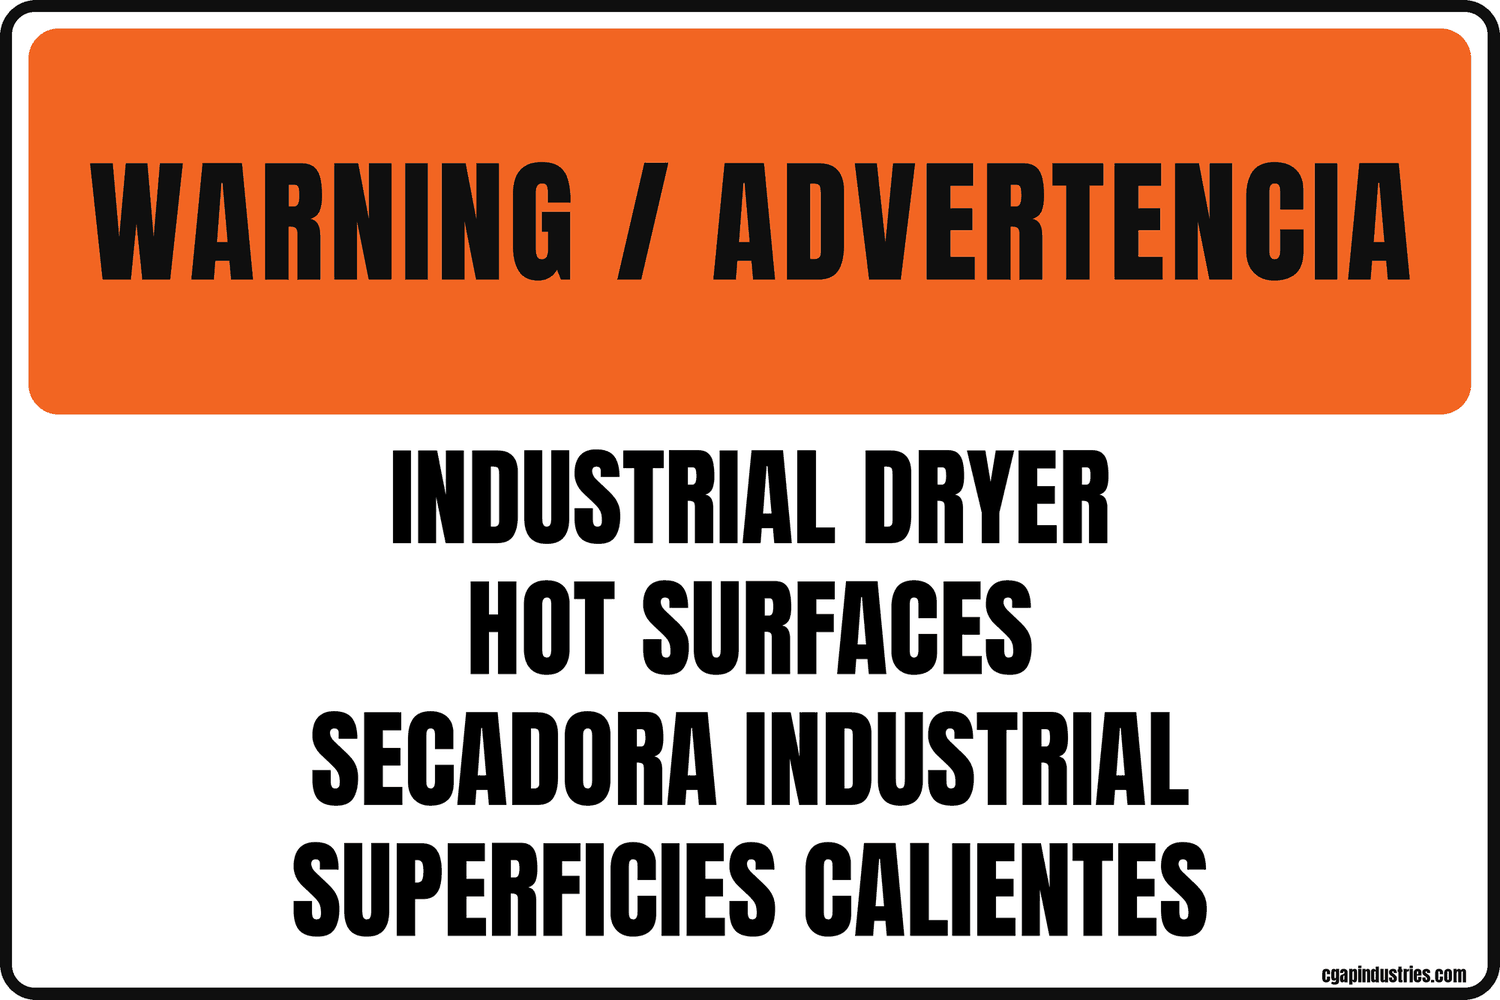 WARNING / ADVERTENCIA
INDUSTRIAL DRYER
HOT SURFACES
SECADORA INDUSTRIAL
SUPERFICIES CALIENTES
cgapindustries.com